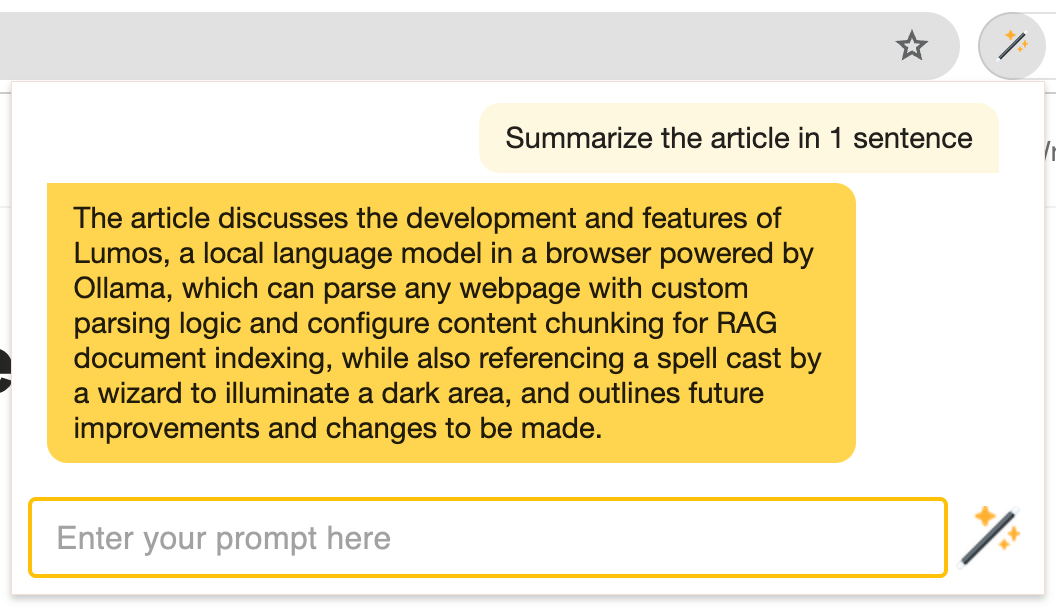 Summarize the article in 1 sentence
The article discusses the development and features of
Lumos, a local language model in a browser powered by
Ollama, which can parse any webpage with custom
parsing logic and configure content chunking for RAG
document indexing, while also referencing a spell cast by
a wizard to illuminate a dark area, and outlines future
improvements and changes to be made.
Enter your prompt here